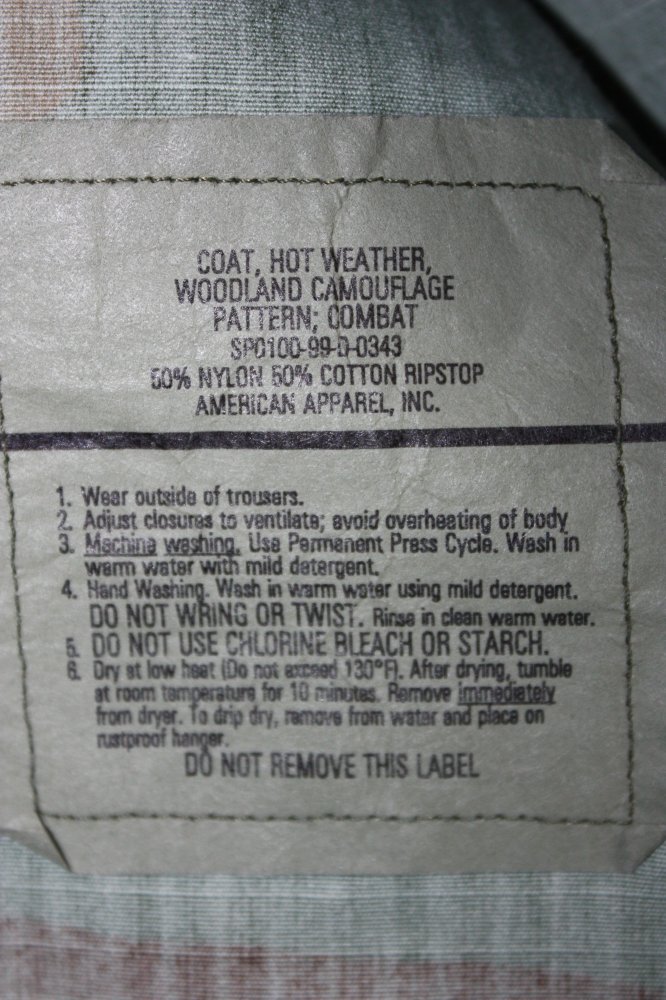 COAT, HOT WEATHER,
WOODLAND CAMOUFLAGE
PATTERN; COMBAT
SP0100-99-D-0343
50% NYLON 50% COTTON RIPSTOP
AMERICAN APPAREL, INC.
1. Wear outside of trousers.
2. Adjust closures to ventilate; avoid overheating of body
3. Machine washing. Use Permanent Press Cycle. Wash in
warm water with mild detergent.
4. Hand Washing. Wash in warm water using mild detergent.
DO NOT WRING OR TWIST. Rinse in clean warm water.
5. DO NOT USE CHLORINE BLEACH OR STARCH.
6. Dry at low heat (Do not exceed 130°F). After drying, tumble
at room temperature for 10 minutes. Remove immediately
from dryer. To drip dry, remove from water and place on
rustproof hanger.
DO NOT REMOVE THIS LABEL